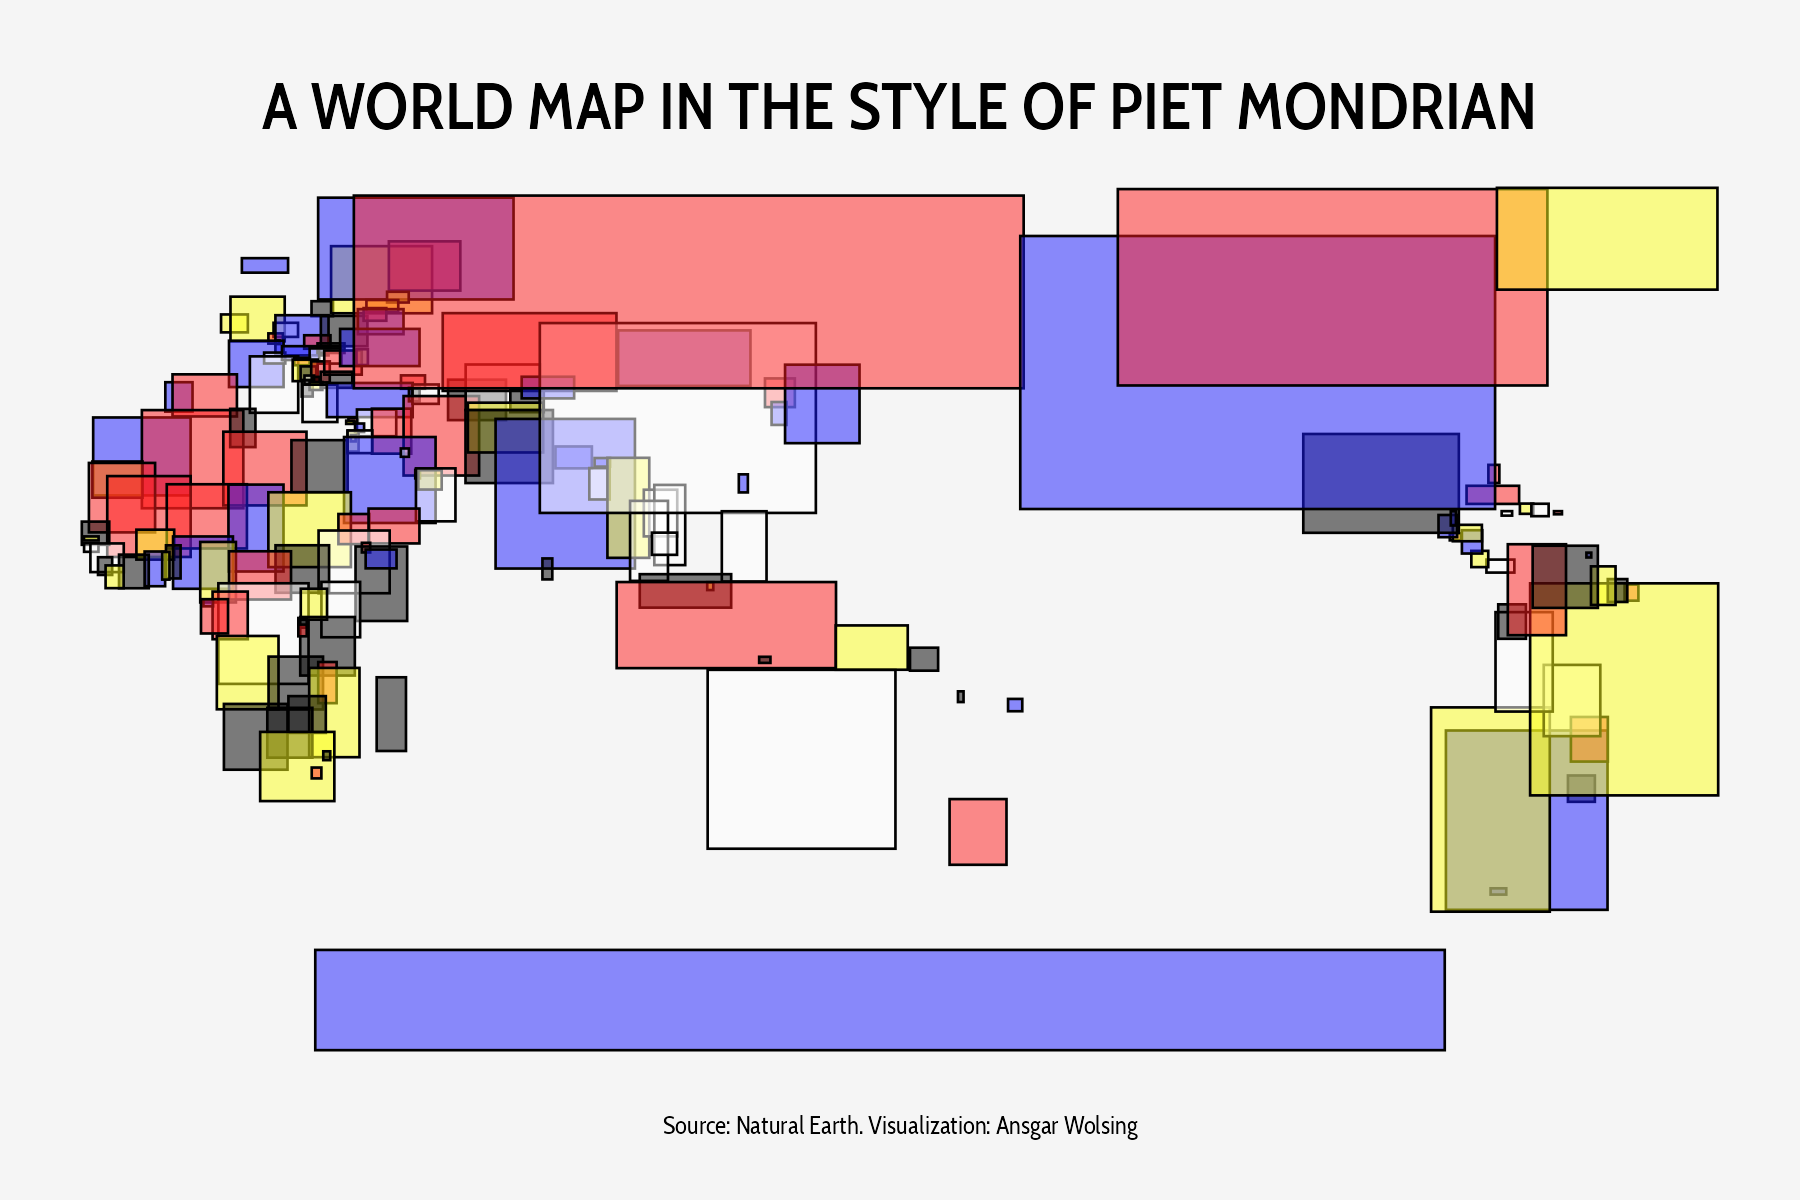 A WORLD MAP IN THE STYLE OF PIET MONDRIAN
Source: Natural Earth. Visualization: Ansgar Wolsing